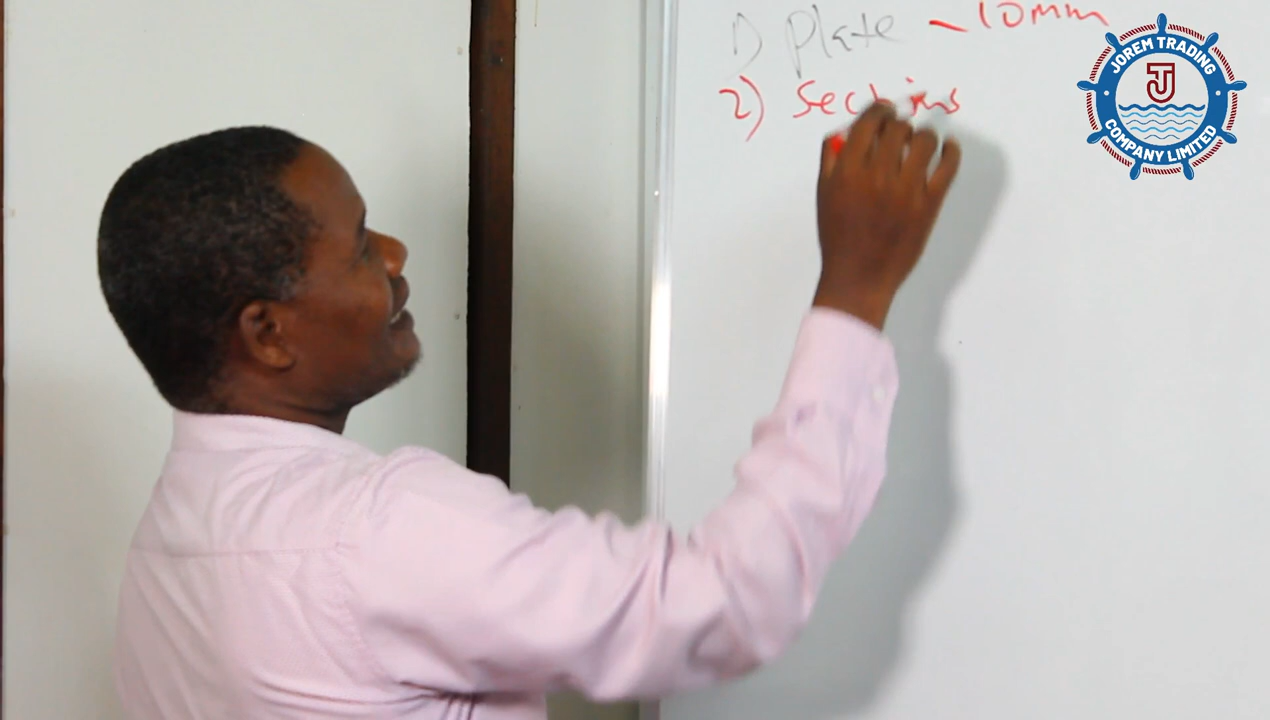 1) Plate - 10mm
2) Sections
JOREM TRADING
COMPANY LIMITED